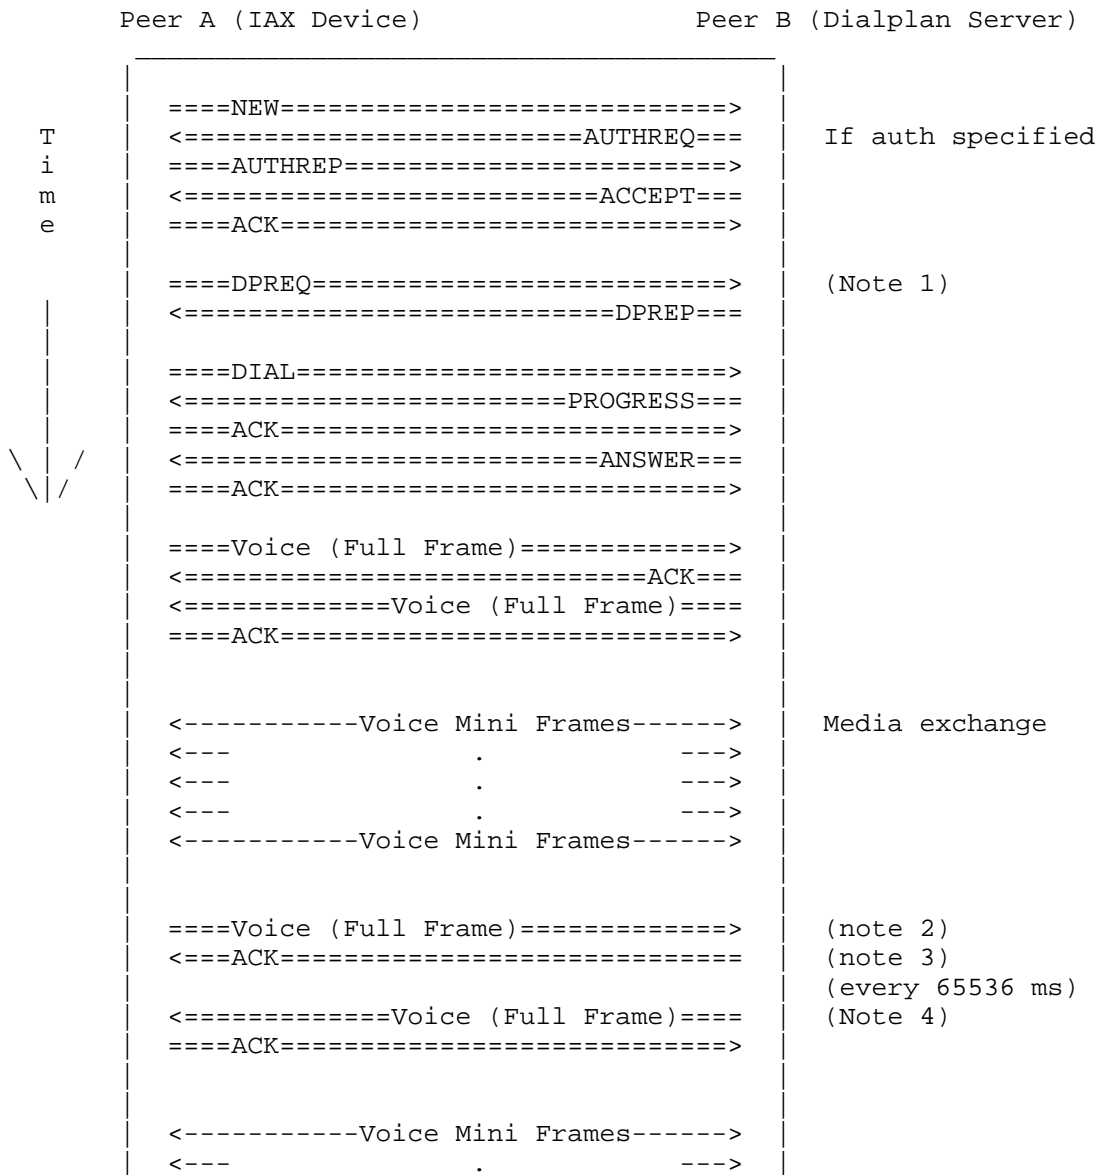 Peer A (IAX Device)                 Peer B (Dialplan Server)
        ________________________________________
       |                                        |
       |  ====NEW============================>  |
  T    |  <=========================AUTHREQ===  |  If auth specified
  i    |  ====AUTHREP========================>  |
  m    |  <==========================ACCEPT===  |
  e    |  ====ACK============================>  |
       |                                        |
       |  ====DPREQ==========================>  |  (Note 1)
  |    |  <===========================DPREP===  |
  |    |                                        |
  |    |  ====DIAL===========================>  |
  |    |  <========================PROGRESS===  |
  |    |  ====ACK============================>  |
\ | /  |  <==========================ANSWER===  |
 \|/   |  ====ACK============================>  |
       |                                        |
       |  ====Voice (Full Frame)=============>  |
       |  <=============================ACK===  |
       |  <=============Voice (Full Frame)====  |
       |  ====ACK============================>  |
       |                                        |
       |                                        |
       |  <-----------Voice Mini Frames------>  |  Media exchange
       |  <---               .            --->  |
       |  <---               .            --->  |
       |  <---               .            --->  |
       |  <-----------Voice Mini Frames------>  |
       |                                        |
       |                                        |
       |  ====Voice (Full Frame)=============>  |  (note 2)
       |  <===ACK=============================  |  (note 3)
       |                                        |  (every 65536 ms)
       |  <=============Voice (Full Frame)====  |  (Note 4)
       |  ====ACK============================>  |
       |                                        |
       |                                        |
       |  <-----------Voice Mini Frames------>  |
       |  <---               .            --->  |